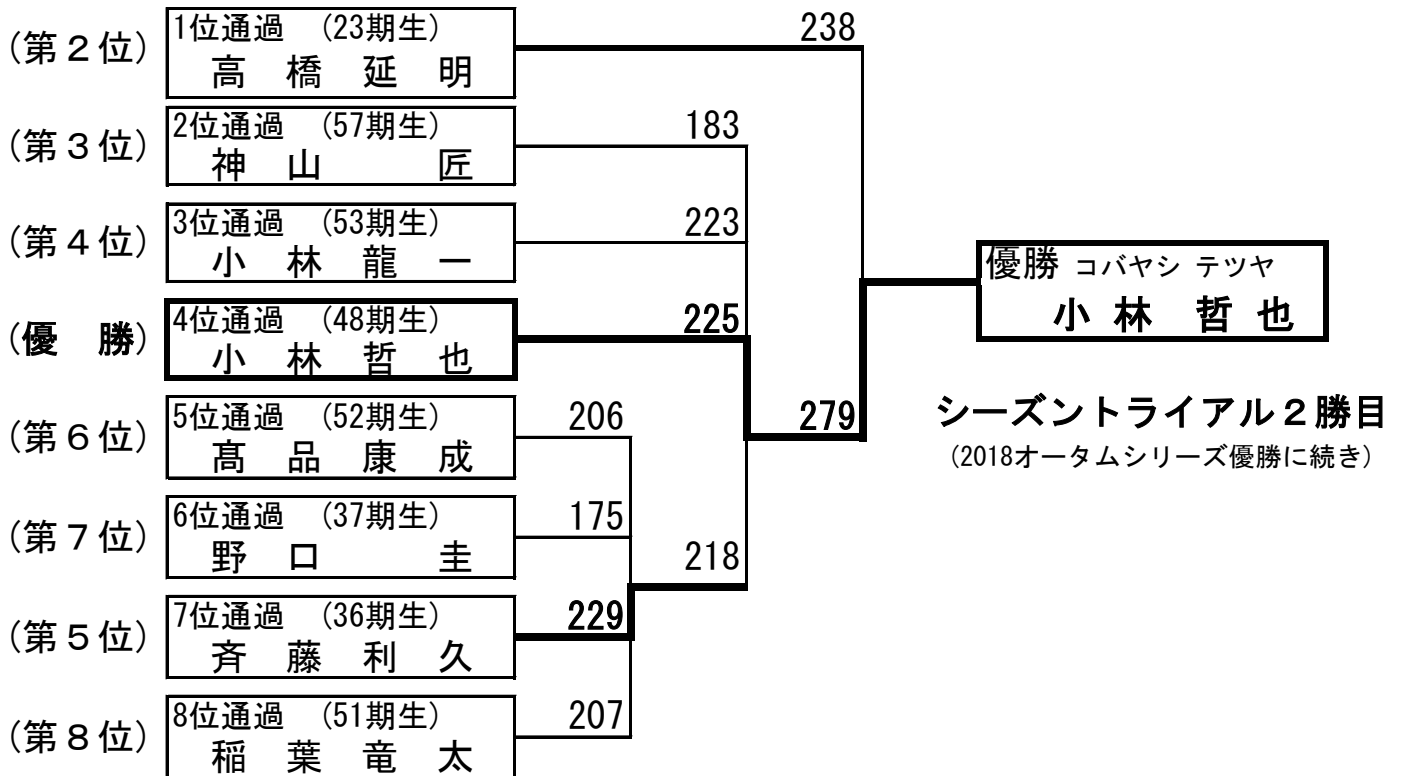 1位通過 (23期生)
(第2位) 高橋延明 238
2位通過 (57期生)
(第3位) 神山匠 183
3位通過 (53期生)
(第4位) 小林龍一 223
4位通過 (48期生)
(優勝) 小林哲也 225
優勝 コバヤシ テツヤ
小林哲也
5位通過 (52期生)
(第6位) 髙品康成 206
279
シーズントライアル2勝目
(2018オータムシリーズ優勝に続き)
6位通過 (37期生)
(第7位) 野口圭 175
218
7位通過 (36期生)
(第5位) 斉藤利久 229
8位通過 (51期生)
(第8位) 稲葉竜太 207